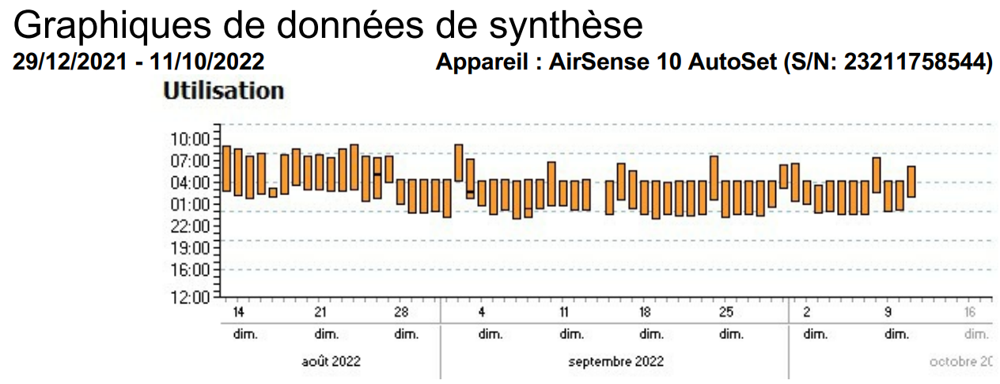 Graphiques de données de synthèse
29/12/2021 - 11/10/2022 Appareil : AirSense 10 AutoSet (S/N: 23211758544)
Utilisation
10:00
07:00
04:00
01:00
22:00
19:00
16:00
12:00
14 21 28 4 11 18 25 2 9 16
dim. dim. dim. dim. dim. dim. dim. dim. dim. dim.
août 2022 septembre 2022 octobre 20